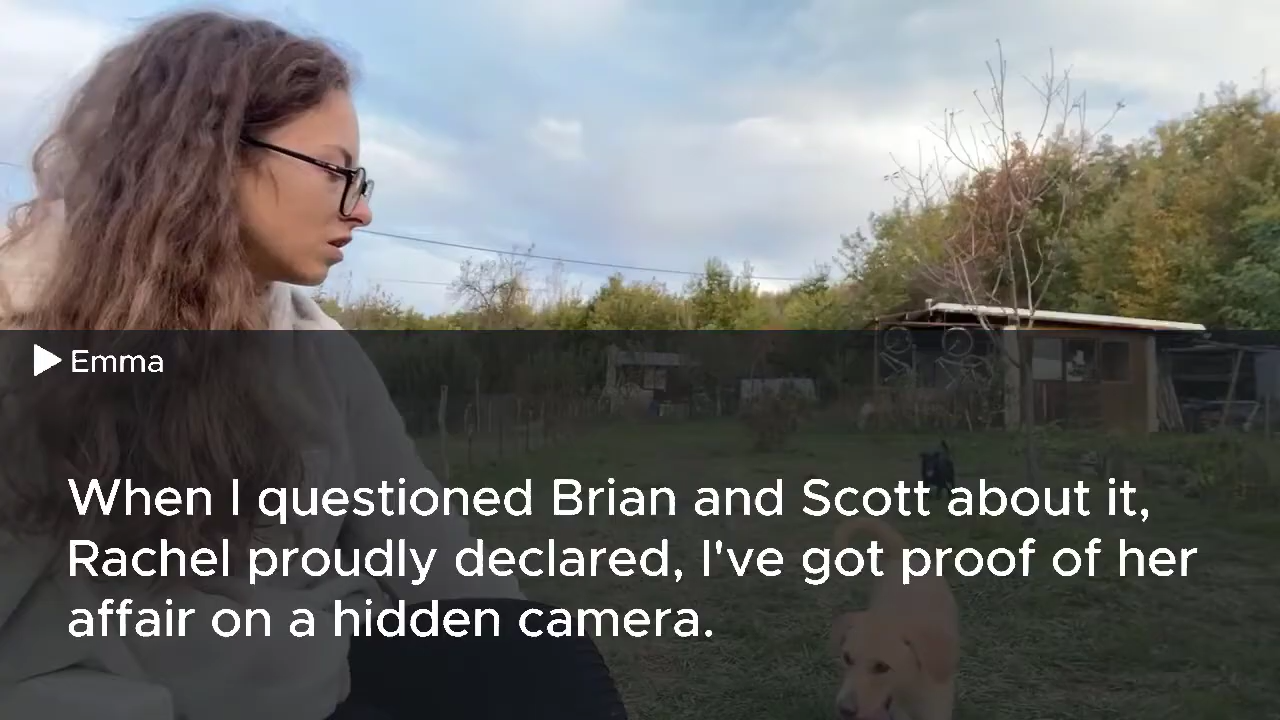 Emma
When I questioned Brian and Scott about it,
Rachel proudly declared, I've got proof of her
affair on a hidden camera.